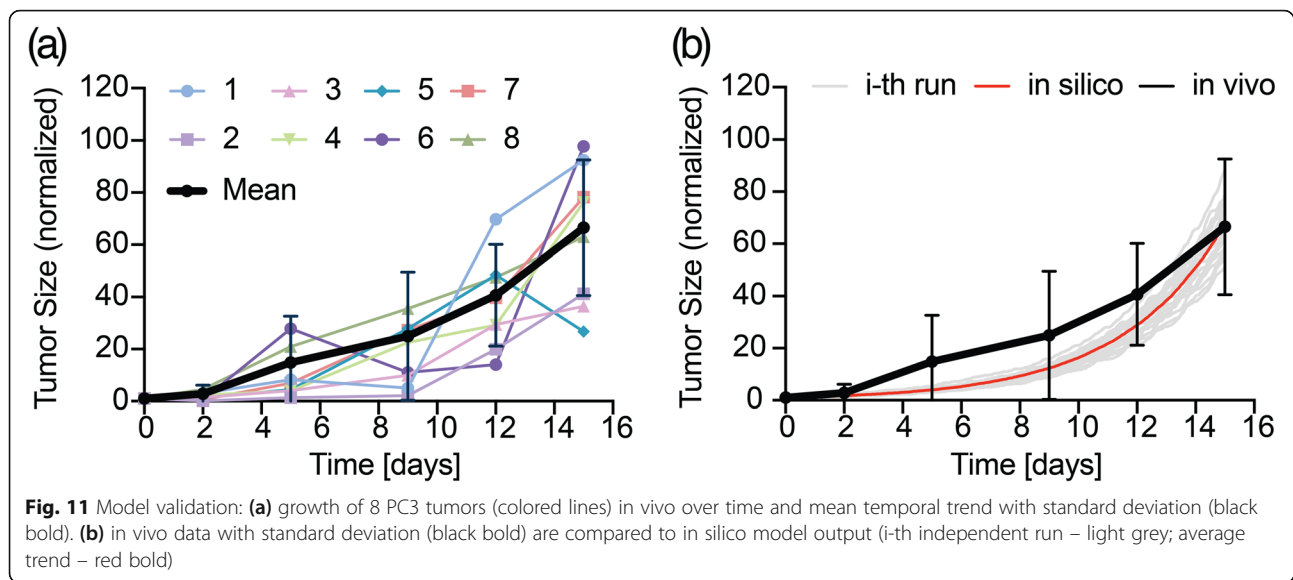 (a)
120
100
80
60
40
20
0
Tumor Size (normalized)
1 3 5 7
2 4 6 8
Mean
0 2 4 6 8 10 12 14 16
Time [days]
(b)
120
100
80
60
40
20
0
Tumor Size (normalized)
i-th run in silico in vivo
0 2 4 6 8 10 12 14 16
Time [days]
Fig. 11 Model validation: (a) growth of 8 PC3 tumors (colored lines) in vivo over time and mean temporal trend with standard deviation (black
bold). (b) in vivo data with standard deviation (black bold) are compared to in silico model output (i-th independent run – light grey; average
trend – red bold)